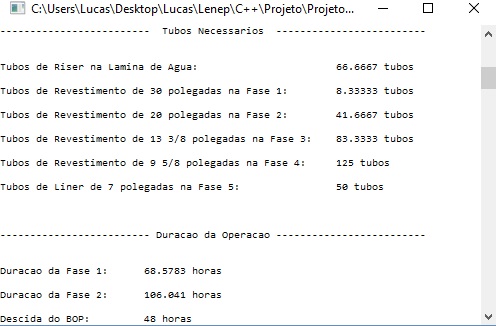 C:\Users\Lucas\Desktop\Lucas\Lenep\C++\Projeto\Projeto...
--------------------------  Tubos Necessarios  --------------------------
Tubos de Riser na Lamina de Agua: 66.6667 tubos
Tubos de Revestimento de 30 polegadas na Fase 1: 8.33333 tubos
Tubos de Revestimento de 20 polegadas na Fase 2: 41.6667 tubos
Tubos de Revestimento de 13 3/8 polegadas na Fase 3: 83.3333 tubos
Tubos de Revestimento de 9 5/8 polegadas na Fase 4: 125 tubos
Tubos de Liner de 7 polegadas na Fase 5: 50 tubos
-------------------------- Duracao da Operacao --------------------------
Duracao da Fase 1: 68.5783 horas
Duracao da Fase 2: 106.041 horas
Descida do BOP: 48 horas